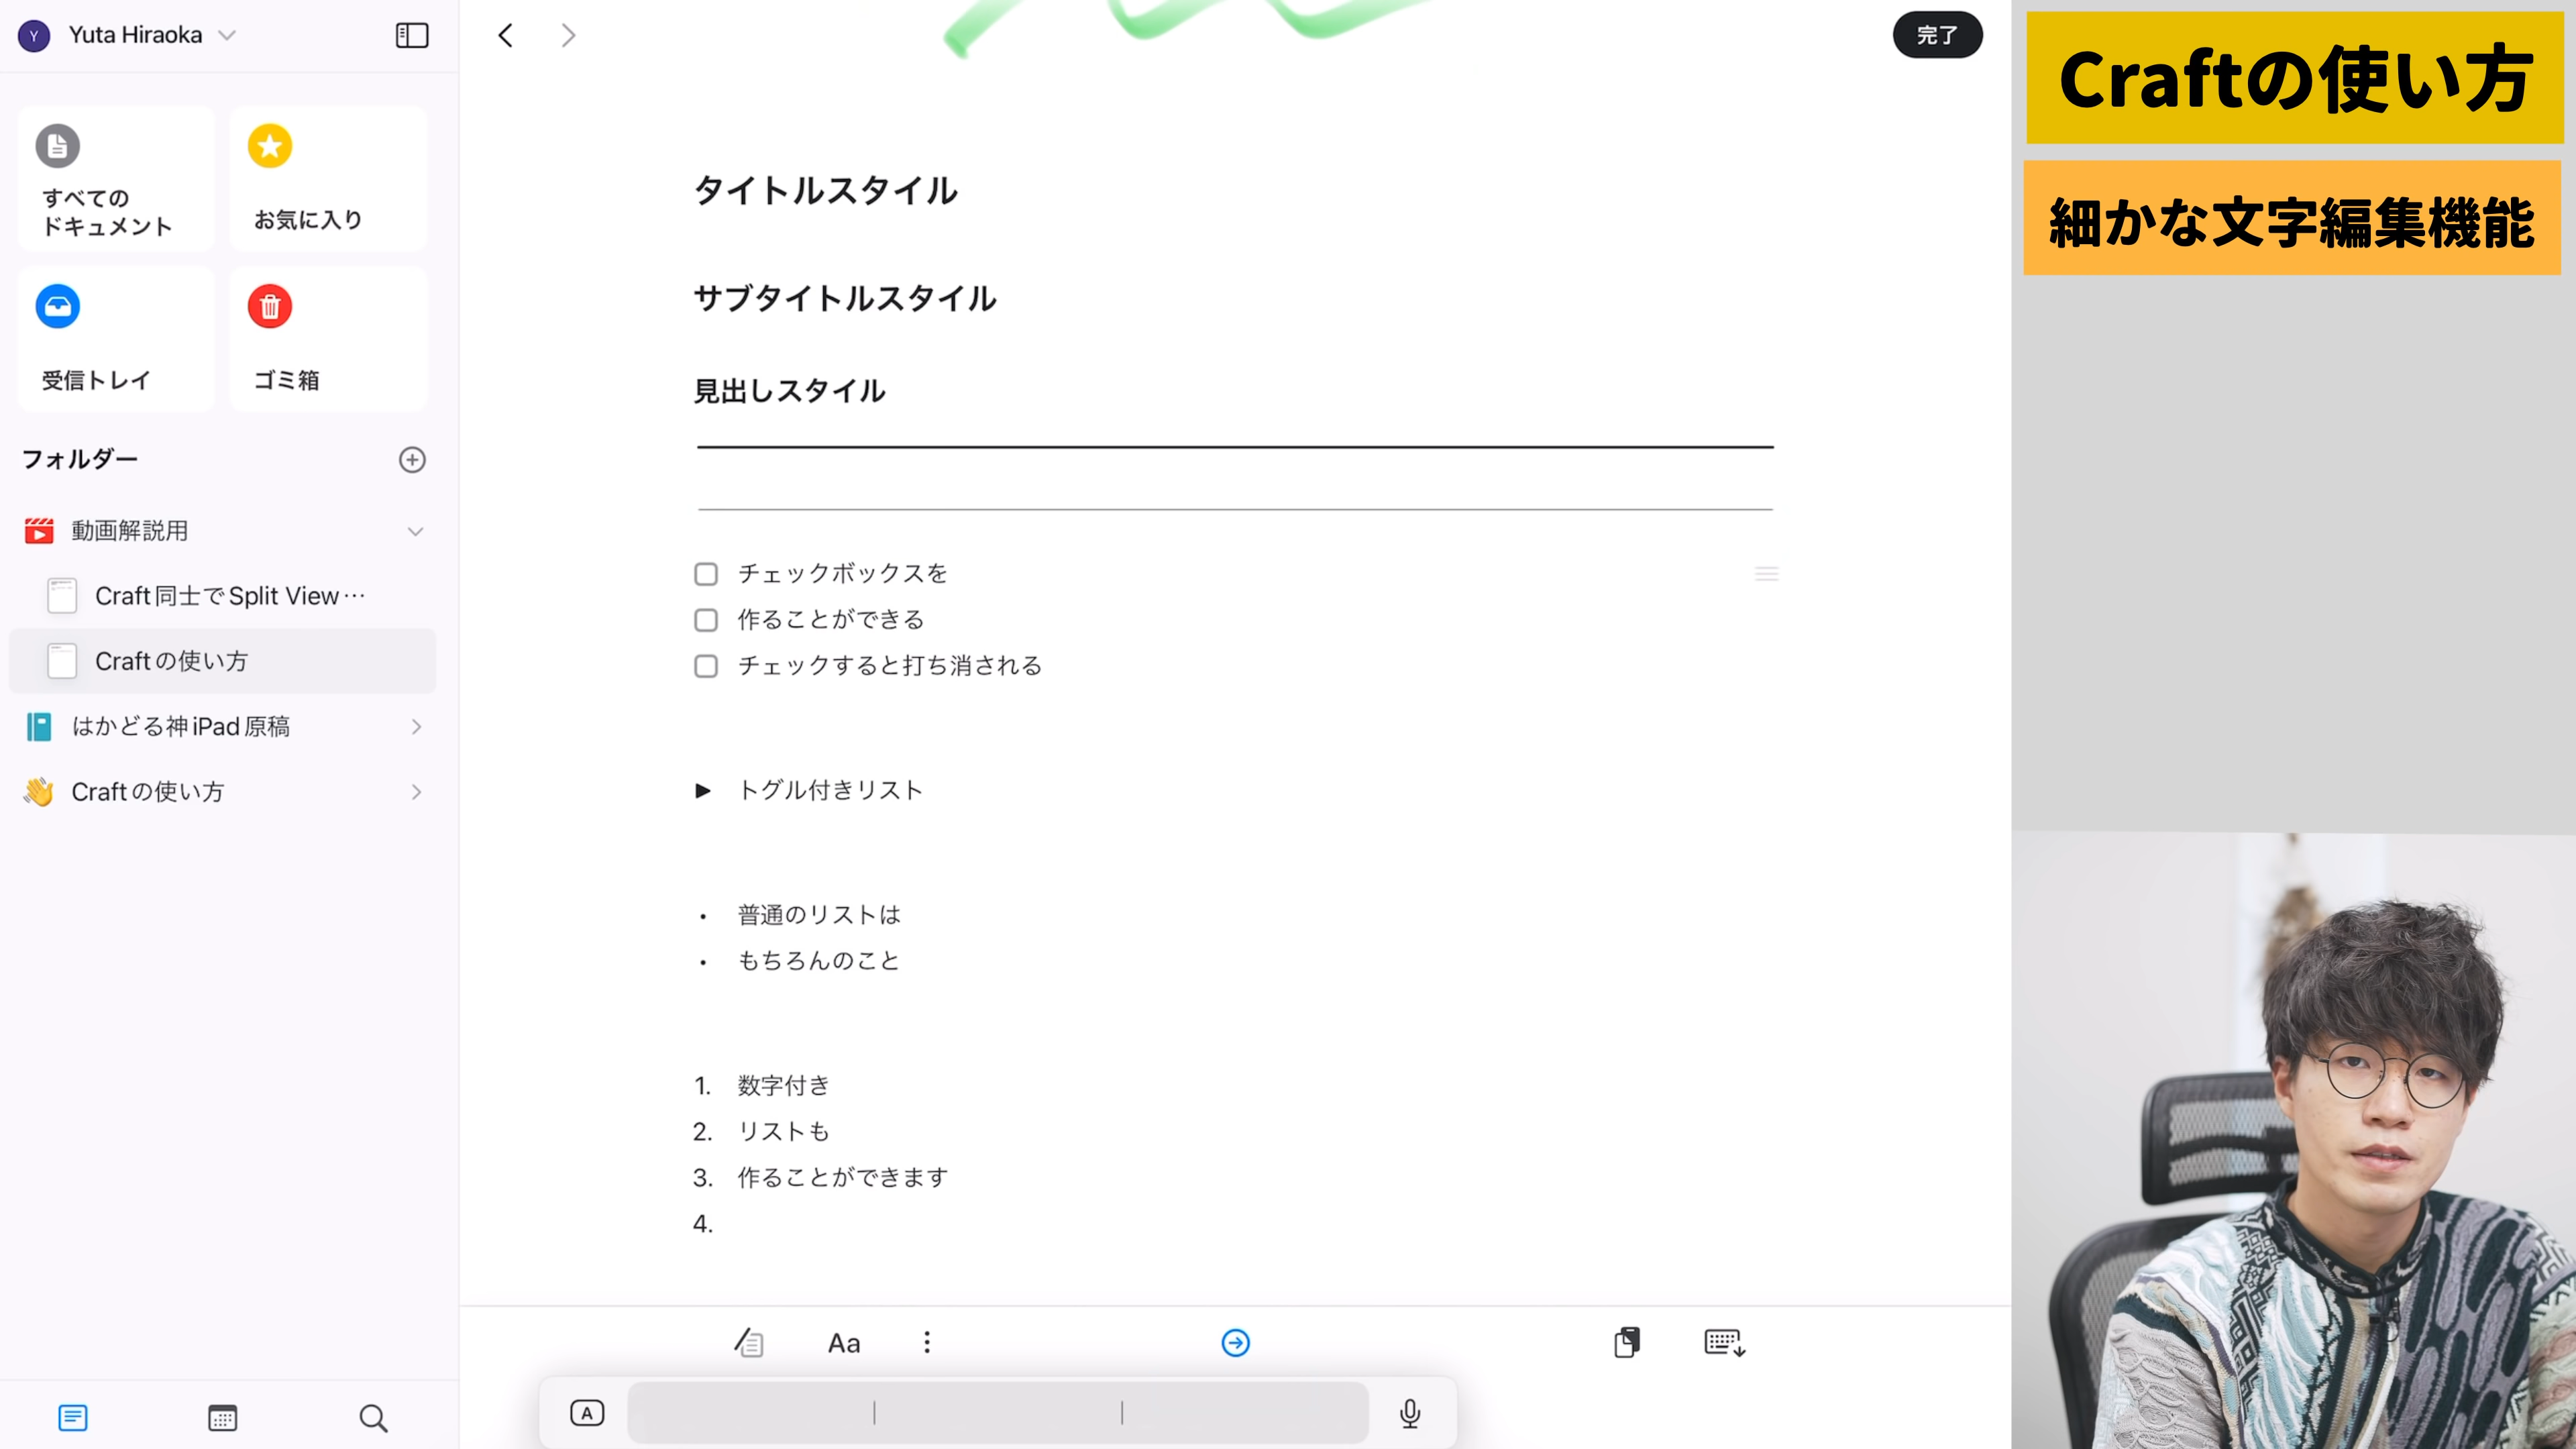 Y
Yuta Hiraoka
すべての
ドキュメント
お気に入り
受信トレイ
ゴミ箱
フォルダー
動画解説用
Craft同士でSplit View…
Craftの使い方
はかどる神iPad原稿
Craftの使い方
完了
タイトルスタイル
サブタイトルスタイル
見出しスタイル
チェックボックスを
作ることができる
チェックすると打ち消される
トグル付きリスト
・ 普通のリストは
・ もちろんのこと
1. 数字付き
2. リストも
3. 作ることができます
4.
Aa
A
Craftの使い方
細かな文字編集機能